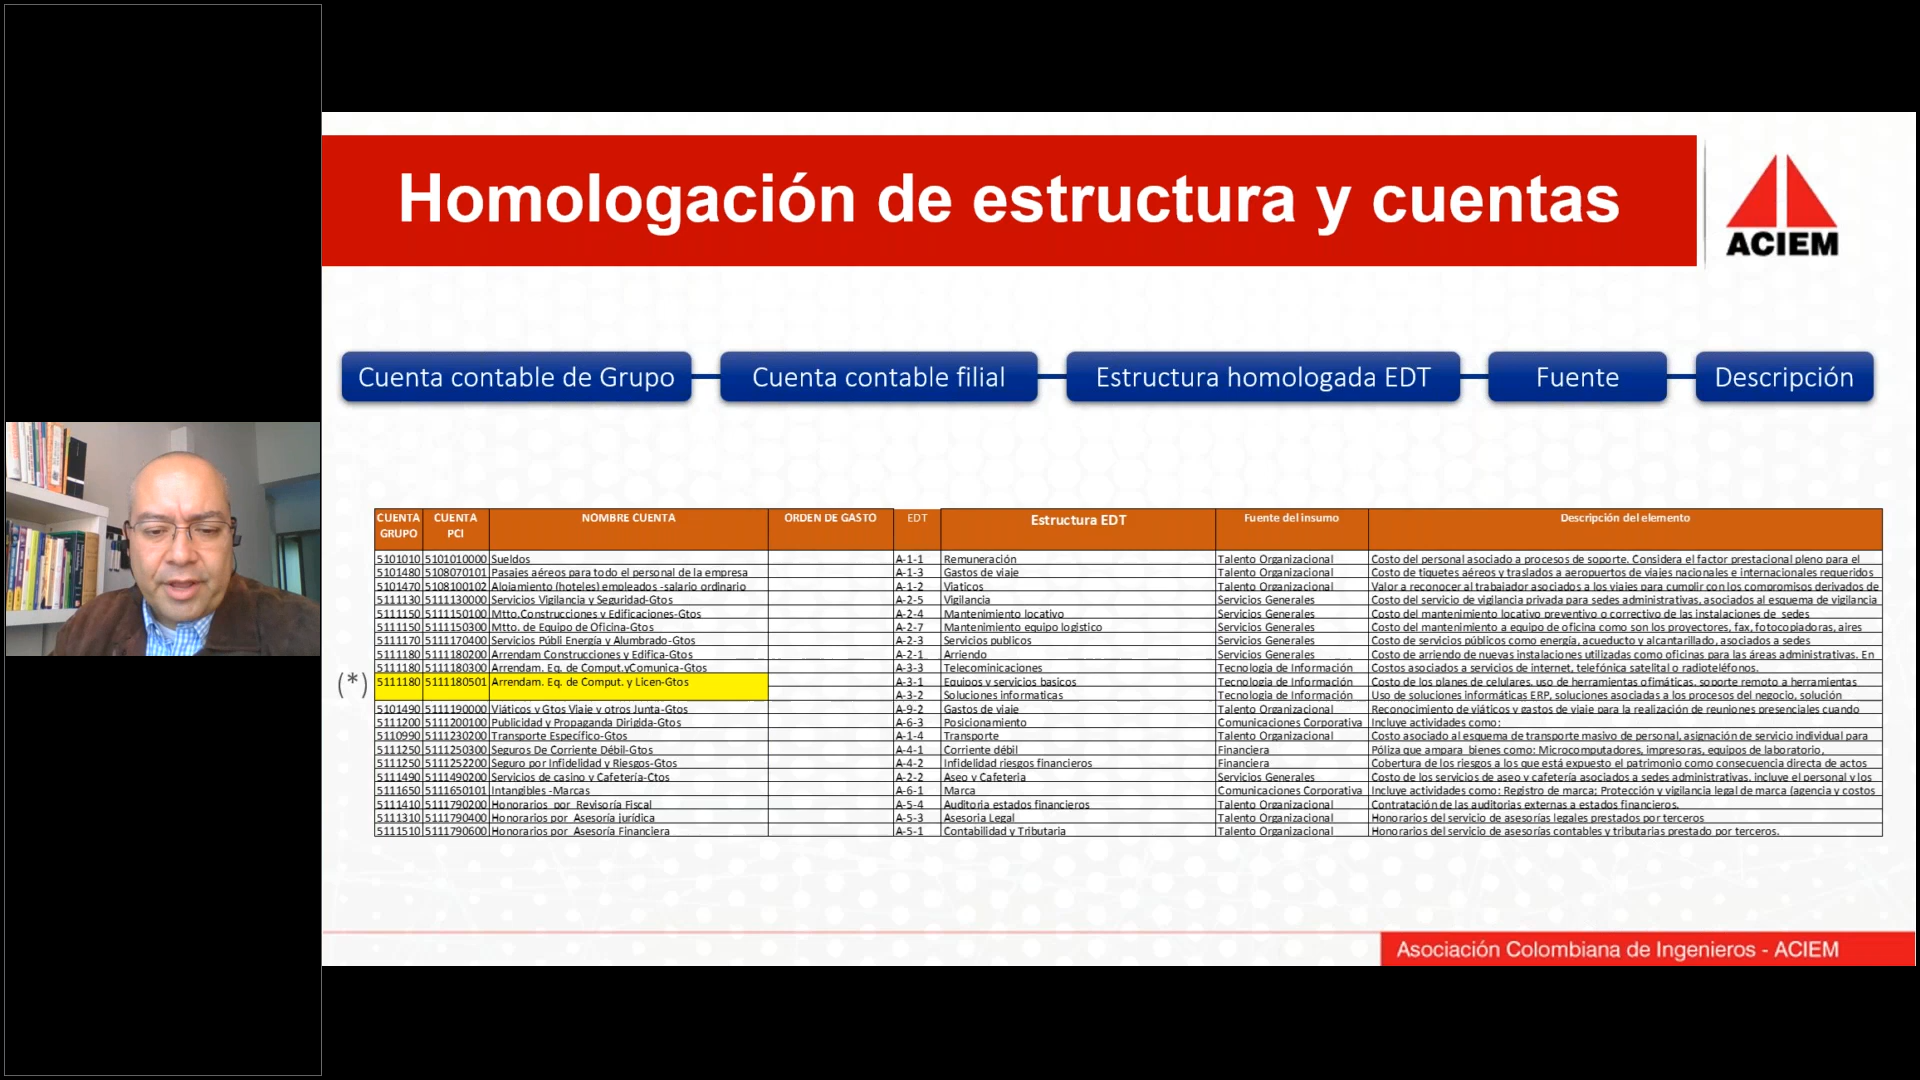 Homologación de estructura y cuentas
ACIEM
Cuenta contable de Grupo
Cuenta contable filial
Estructura homologada EDT
Fuente
Descripción
CUENTA GRUPO CUENTA PCI NOMBRE CUENTA ORDEN DE GASTO EDT Estructura EDT Fuente del insumo Descripción del elemento
5101010 5101010000 Sueldos A-1-1 Remuneración Talento Organizacional Costo del personal asociado a procesos de soporte. Considera el factor prestacional pleno para el
5101480 5108070101 Pasajes aéreos para todo el personal de la empresa A-1-3 Gastos de viaje Talento Organizacional Costo de tiquetes aéreos y traslados a aeropuertos de viajes nacionales e internacionales requeridos
5101470 5108100102 Alojamiento (hoteles) empleados -salario ordinario A-1-2 Viaticos Talento Organizacional Valor a reconocer al trabajador asociados a los viajes para cumplir con los compromisos derivados de
5111130 5111130000 Servicios Vigilancia y Seguridad-Gtos A-2-5 Vigilancia Servicios Generales Costo del servicio de vigilancia privada para sedes administrativas, asociados al esquema de vigilancia
5111150 5111150100 Mtto.Construcciones y Edificaciones-Gtos A-2-4 Mantenimiento locativo Servicios Generales Costo del mantenimiento locativo preventivo o correctivo de las instalaciones de sedes
5111150 5111150300 Mtto. de Equipo de Oficina-Gtos A-2-7 Mantenimiento equipo logistico Servicios Generales Costo del mantenimiento a equipo de oficina como son los proyectores, fax, fotocopiadoras, aires
5111170 5111170400 Servicios Públi Energía y Alumbrado-Gtos A-2-3 Servicios publicos Servicios Generales Costo de servicios públicos como energía, acueducto y alcantarillado, asociados a sedes
5111180 5111180200 Arrendam Construcciones y Edifica-Gtos A-2-1 Arriendo Servicios Generales Costo de arriendo de nuevas instalaciones utilizadas como oficinas para las áreas administrativas. En
5111180 5111180300 Arrendam. Eq. de Comput.yComunica-Gtos A-3-3 Telecominicaciones Tecnologia de Información Costos asociados a servicios de internet, telefónica satelital o radioteléfonos.
(*) 5111180 5111180501 Arrendam. Eq. de Comput. y Licen-Gtos A-3-1 Equipos y servicios basicos Tecnologia de Información Costo de los planes de celulares, uso de herramientas ofimáticas, soporte remoto a herramientas
A-3-2 Soluciones informaticas Tecnologia de Información Uso de soluciones informáticas ERP, soluciones asociadas a los procesos del negocio, solución
5101490 5111190000 Viáticos y Gtos Viaje y otros Junta-Gtos A-9-2 Gastos de viaje Talento Organizacional Reconocimiento de viáticos y gastos de viaje para la realización de reuniones presenciales cuando
5111200 5111200100 Publicidad y Propaganda Dirigida-Gtos A-6-3 Posicionamiento Comunicaciones Corporativa Incluye actividades como:
5110990 5111230200 Transporte Específico-Gtos A-1-4 Transporte Talento Organizacional Costo asociado al esquema de transporte masivo de personal, asignación de servicio individual para
5111250 5111250300 Seguros De Corriente Débil-Gtos A-4-1 Corriente débil Financiera Póliza que ampara bienes como: Microcomputadores, impresoras, equipos de laboratorio,
5111250 5111252200 Seguro por Infidelidad y Riesgos-Gtos A-4-2 Infidelidad riesgos financieros Financiera Cobertura de los riesgos a los que está expuesto el patrimonio como consecuencia directa de actos
5111490 5111490200 Servicios de casino y Cafetería-Ctos A-2-2 Aseo y Cafeteria Servicios Generales Costo de los servicios de aseo y cafetería asociados a sedes administrativas, incluye el personal y los
5111650 5111650101 Intangibles -Marcas A-6-1 Marca Comunicaciones Corporativa Incluye actividades como: Registro de marca; Protección y vigilancia legal de marca (agencia y costos
5111410 5111790200 Honorarios por Revisoría Fiscal A-5-4 Auditoria estados financieros Talento Organizacional Contratación de las auditorias externas a estados financieros.
5111310 5111790400 Honorarios por Asesoría jurídica A-5-3 Asesoria Legal Talento Organizacional Honorarios del servicio de asesorías legales prestados por terceros
5111510 5111790600 Honorarios por Asesoría Financiera A-5-1 Contabilidad y Tributaria Talento Organizacional Honorarios del servicio de asesorías contables y tributarias prestado por terceros.
Asociación Colombiana de Ingenieros - ACIEM